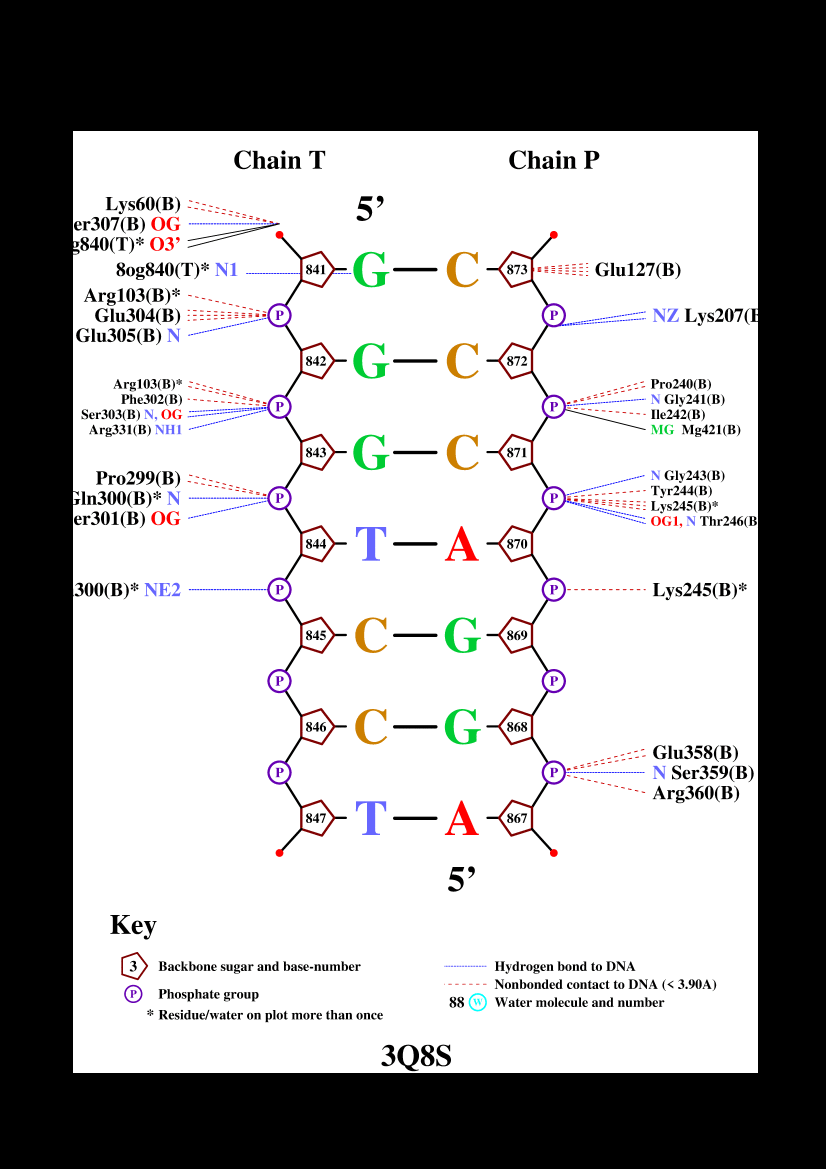 Chain T Chain P
5’
Lys60(B)
er307(B) OG
g840(T)* O3’
8og840(T)* N1 841 G C 873 Glu127(B)
Arg103(B)*
Glu304(B) P P NZ Lys207(B
Glu305(B) N
842 G C 872
Arg103(B)* Pro240(B)
Phe302(B) N Gly241(B)
P P
Ser303(B) N, OG Ile242(B)
Arg331(B) NH1 MG Mg421(B)
843 G C 871
Pro299(B) N Gly243(B)
Tyr244(B)
Gln300(B)* N P P Lys245(B)*
er301(B) OG OG1, N Thr246(B
844 T A 870
.300(B)* NE2 P P Lys245(B)*
845 C G 869
P P
846 C G 868
Glu358(B)
P P N Ser359(B)
Arg360(B)
847 T A 867
5’
Key
3 Backbone sugar and base-number Hydrogen bond to DNA
Nonbonded contact to DNA (< 3.90A)
P Phosphate group 88 W Water molecule and number
* Residue/water on plot more than once
3Q8S